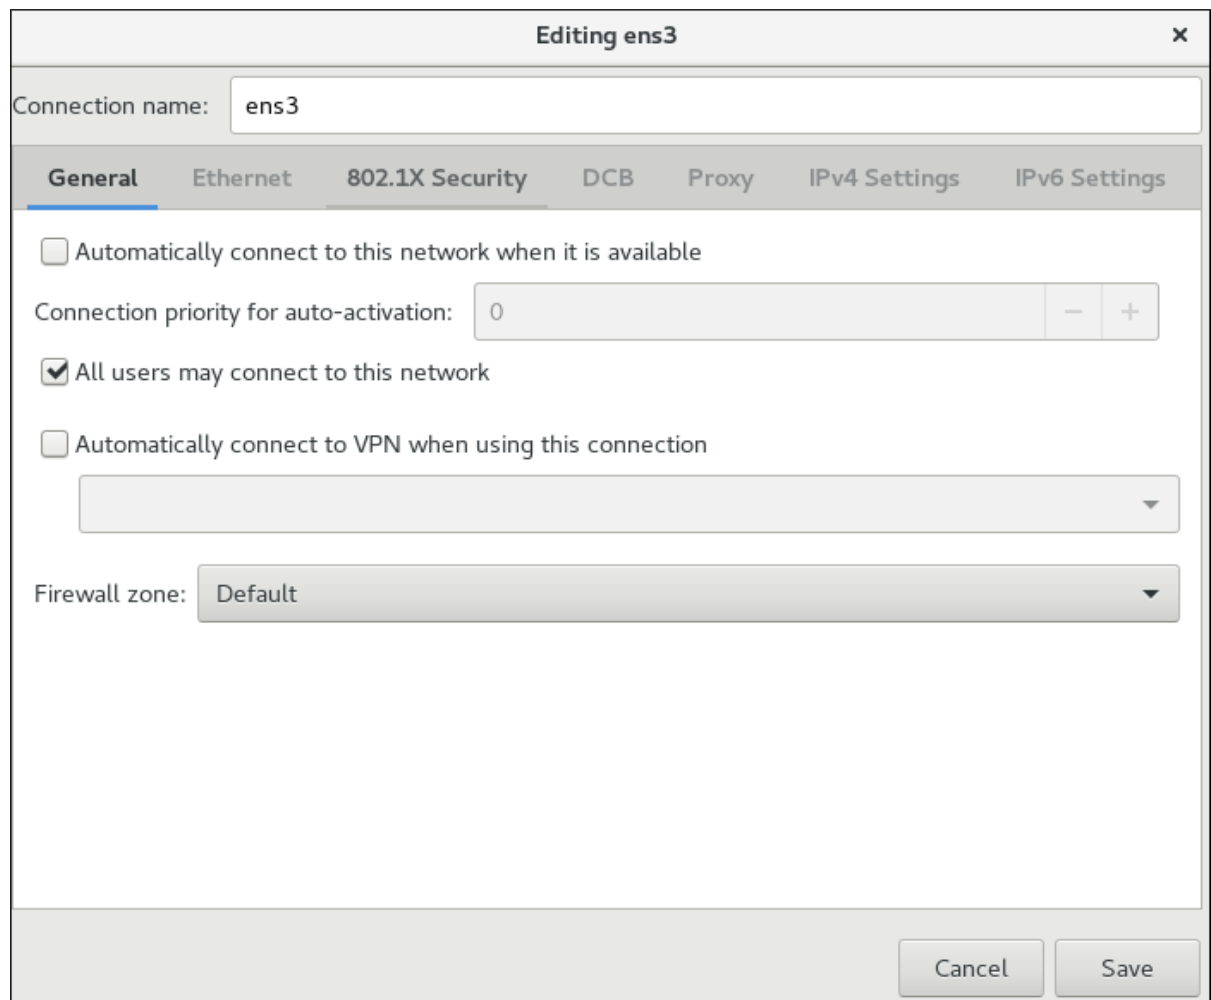 Editing ens3
Connection name: ens3
General Ethernet 802.1X Security DCB Proxy IPv4 Settings IPv6 Settings
Automatically connect to this network when it is available
Connection priority for auto-activation: 0 − +
All users may connect to this network
Automatically connect to VPN when using this connection
Firewall zone: Default
Cancel Save